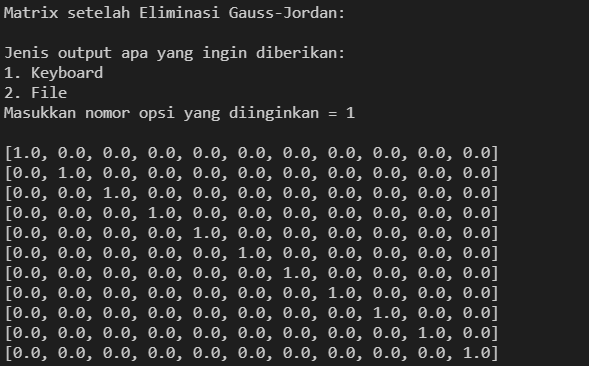 Matrix setelah Eliminasi Gauss-Jordan:
Jenis output apa yang ingin diberikan:
1. Keyboard
2. File
Masukkan nomor opsi yang diinginkan = 1
[1.0, 0.0, 0.0, 0.0, 0.0, 0.0, 0.0, 0.0, 0.0, 0.0, 0.0]
[0.0, 1.0, 0.0, 0.0, 0.0, 0.0, 0.0, 0.0, 0.0, 0.0, 0.0]
[0.0, 0.0, 1.0, 0.0, 0.0, 0.0, 0.0, 0.0, 0.0, 0.0, 0.0]
[0.0, 0.0, 0.0, 1.0, 0.0, 0.0, 0.0, 0.0, 0.0, 0.0, 0.0]
[0.0, 0.0, 0.0, 0.0, 1.0, 0.0, 0.0, 0.0, 0.0, 0.0, 0.0]
[0.0, 0.0, 0.0, 0.0, 0.0, 1.0, 0.0, 0.0, 0.0, 0.0, 0.0]
[0.0, 0.0, 0.0, 0.0, 0.0, 0.0, 1.0, 0.0, 0.0, 0.0, 0.0]
[0.0, 0.0, 0.0, 0.0, 0.0, 0.0, 0.0, 1.0, 0.0, 0.0, 0.0]
[0.0, 0.0, 0.0, 0.0, 0.0, 0.0, 0.0, 0.0, 1.0, 0.0, 0.0]
[0.0, 0.0, 0.0, 0.0, 0.0, 0.0, 0.0, 0.0, 0.0, 1.0, 0.0]
[0.0, 0.0, 0.0, 0.0, 0.0, 0.0, 0.0, 0.0, 0.0, 0.0, 1.0]